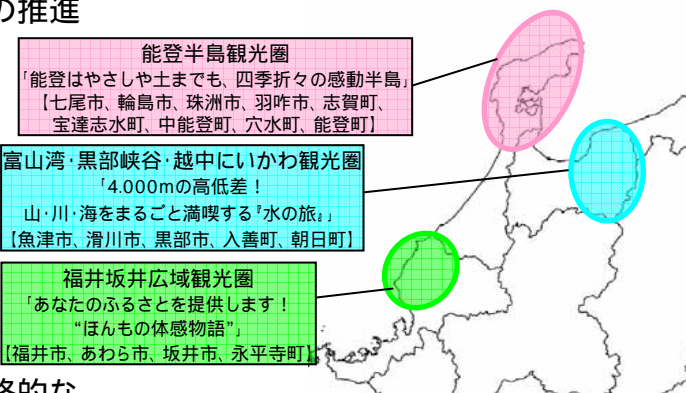 の推進
能登半島観光圏
「能登はやさしや土までも、四季折々の感動半島」
【七尾市、輪島市、珠洲市、羽咋市、志賀町、
宝達志水町、中能登町、穴水町、能登町】
富山湾・黒部峡谷・越中にいかわ観光圏
「4.000mの高低差！
山・川・海をまるごと満喫する『水の旅』」
【魚津市、滑川市、黒部市、入善町、朝日町】
福井坂井広域観光圏
「あなたのふるさとを提供します！
“ほんもの体感物語”」
【福井市、あわら市、坂井市、永平寺町】